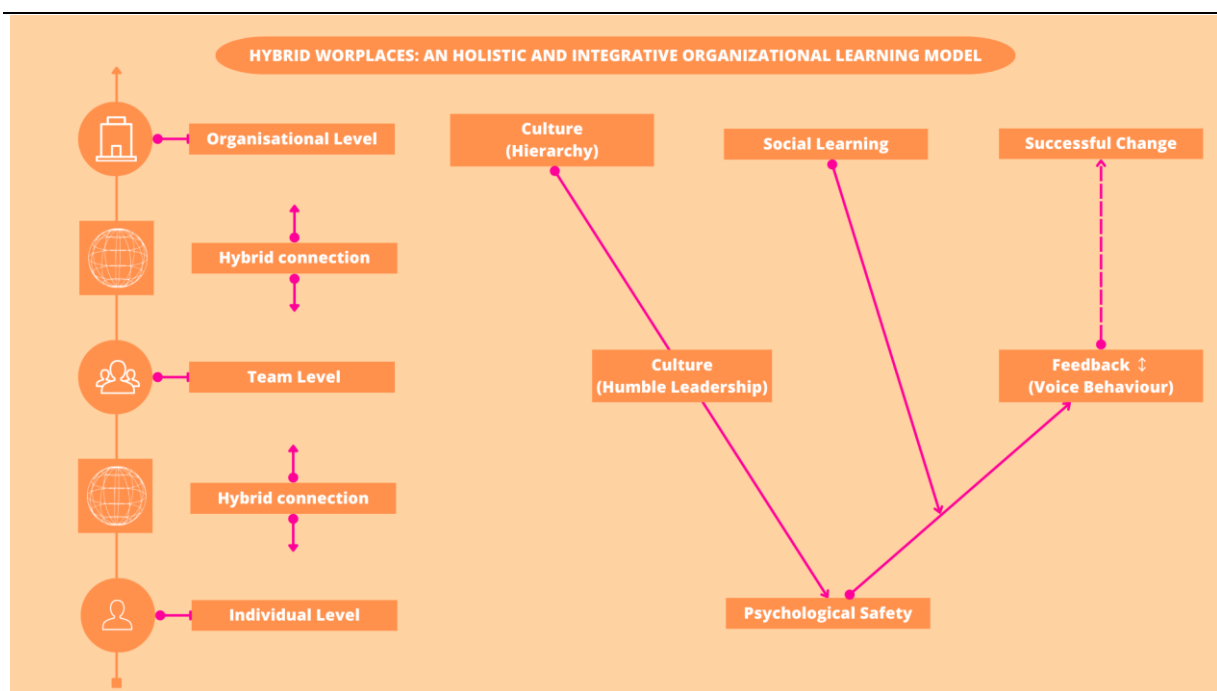 HYBRID WORPLACES: AN HOLISTIC AND INTEGRATIVE ORGANIZATIONAL LEARNING MODEL
Organisational Level
Culture
(Hierarchy)
Social Learning
Successful Change
Hybrid connection
Team Level
Culture
(Humble Leadership)
Feedback ↕
(Voice Behaviour)
Hybrid connection
Individual Level
Psychological Safety